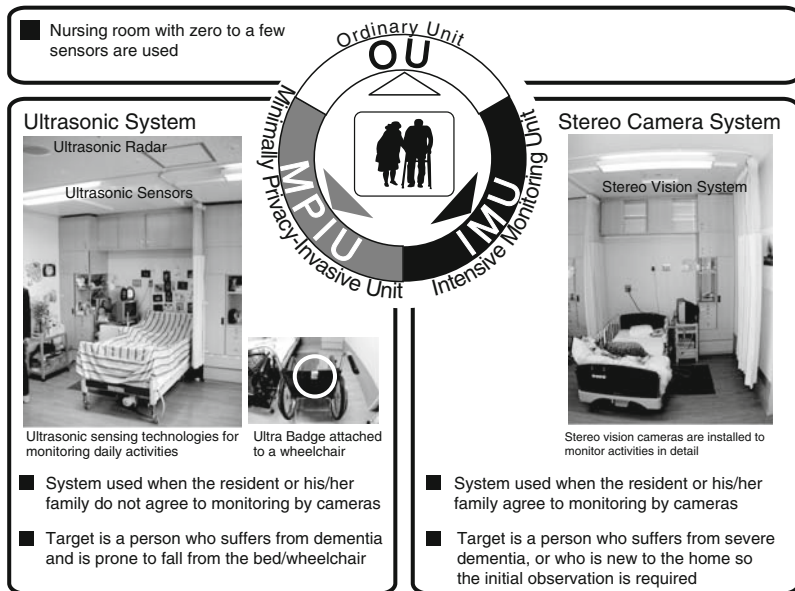 Nursing room with zero to a few
sensors are used
Ordinary Unit
OU
Minimally Privacy-Invasive Unit
MPIU
Intensive Monitoring Unit
IMU
Ultrasonic System
Ultrasonic Radar
Ultrasonic Sensors
Ultrasonic sensing technologies for
monitoring daily activities
Ultra Badge attached
to a wheelchair
System used when the resident or his/her
family do not agree to monitoring by cameras
Target is a person who suffers from dementia
and is prone to fall from the bed/wheelchair
Stereo Camera System
Stereo Vision System
Stereo vision cameras are installed to
monitor activities in detail
System used when the resident or his/her
family agree to monitoring by cameras
Target is a person who suffers from severe
dementia, or who is new to the home so
the initial observation is required